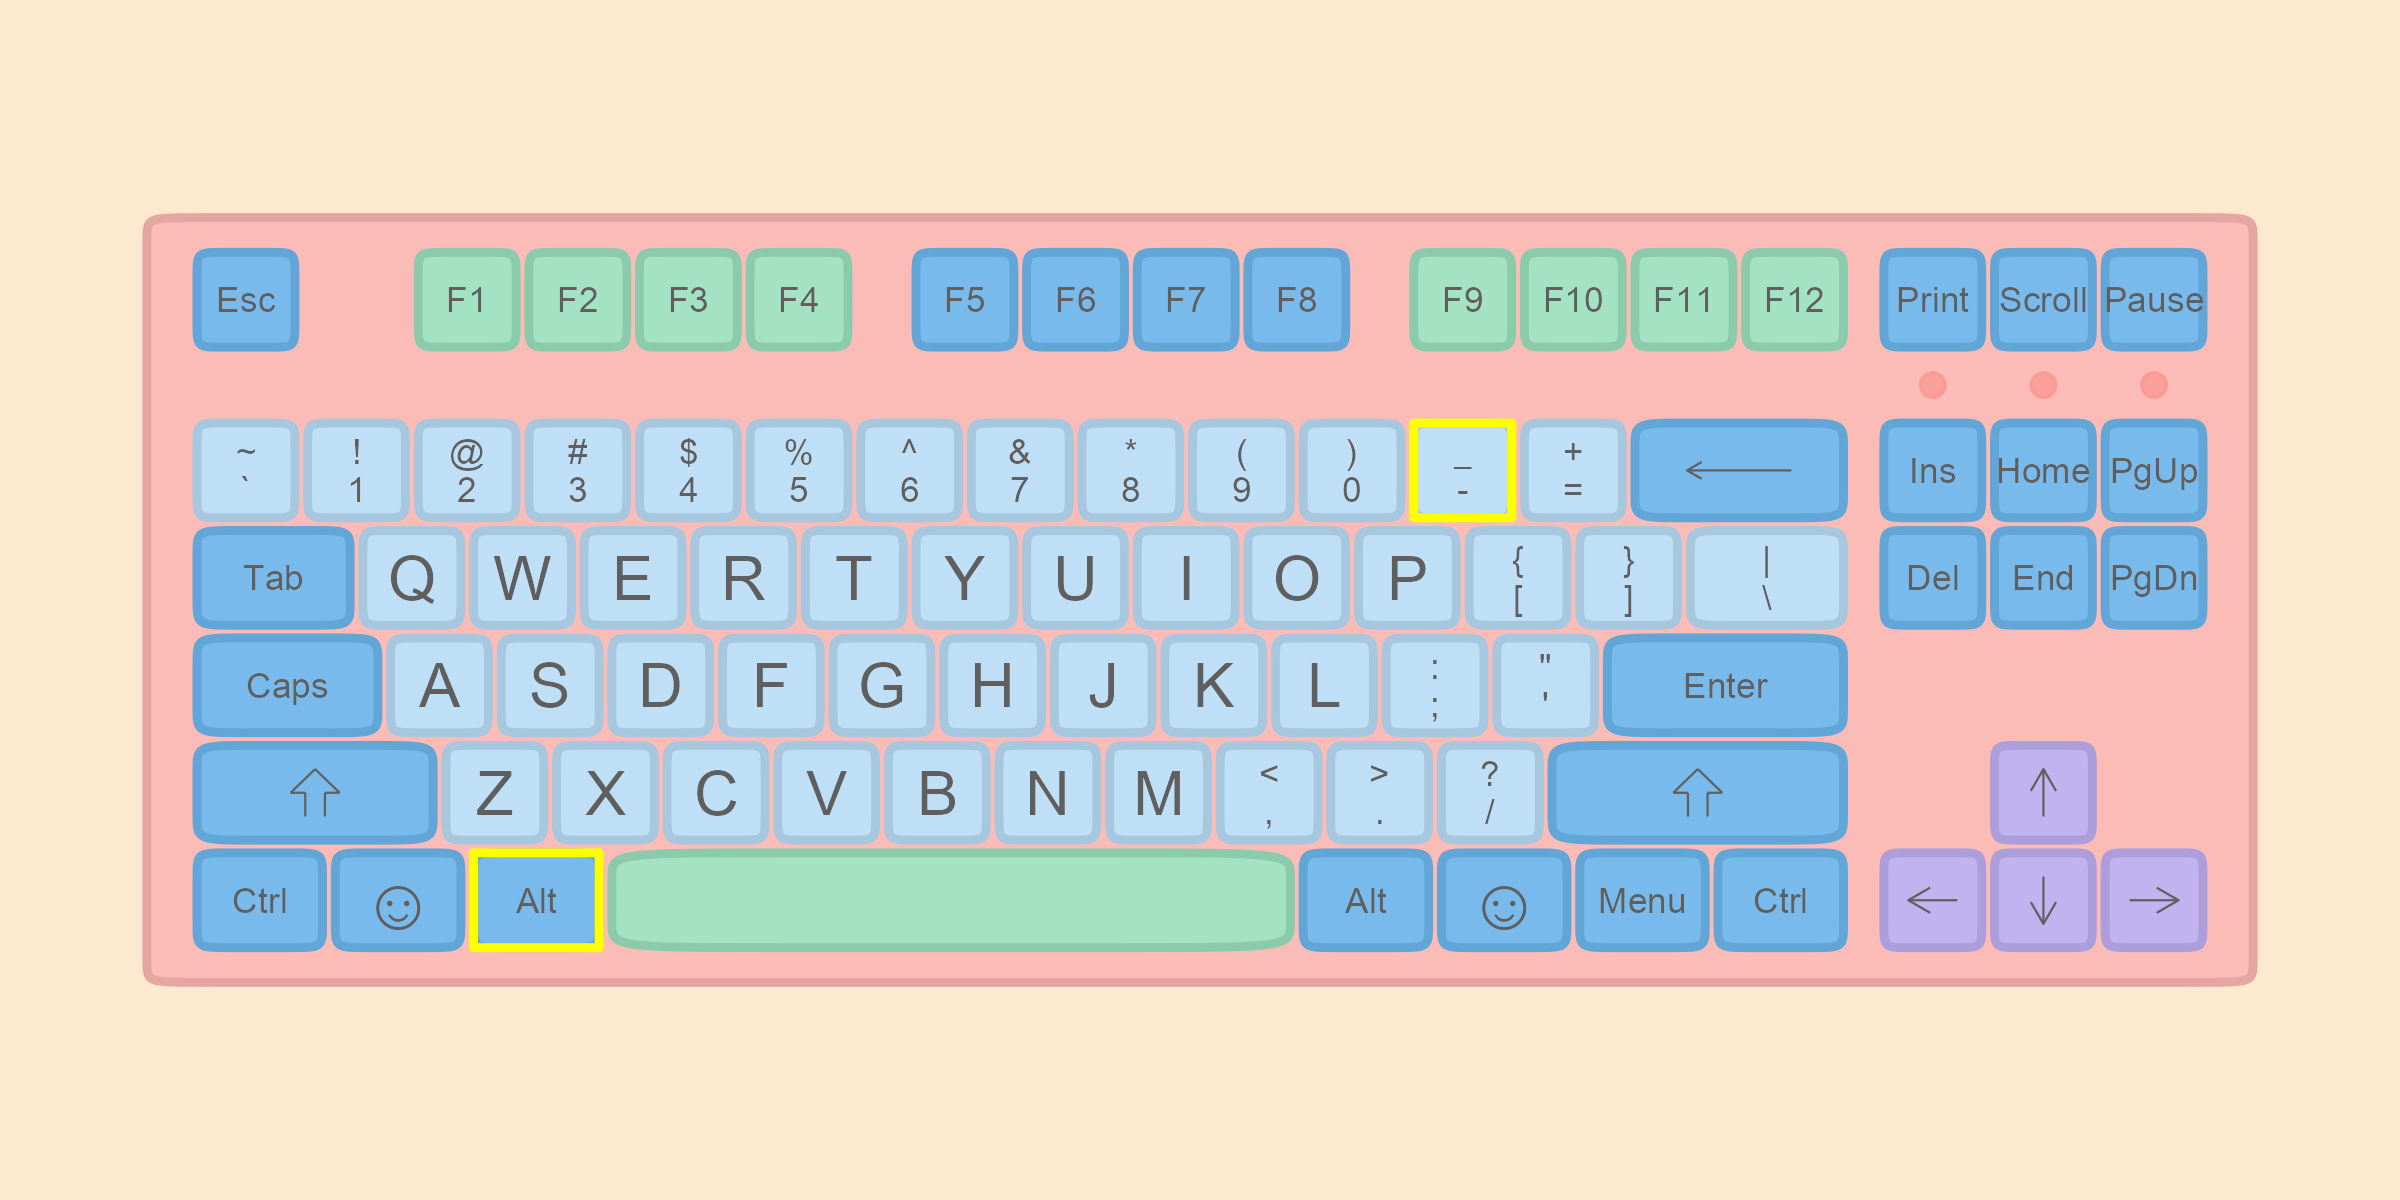 Esc F1 F2 F3 F4 F5 F6 F7 F8 F9 F10 F11 F12 Print Scroll Pause
~ ! @ # $ % ^ & * ( ) _ +
` 1 2 3 4 5 6 7 8 9 0 - = ← Ins Home PgUp
Tab Q W E R T Y U I O P { } | Del End PgDn
[ ] \
Caps A S D F G H J K L : " Enter
; '
⇧ Z X C V B N M < > ? ⇧ ↑
, . /
Ctrl ☺ Alt Alt ☺ Menu Ctrl ← ↓ →